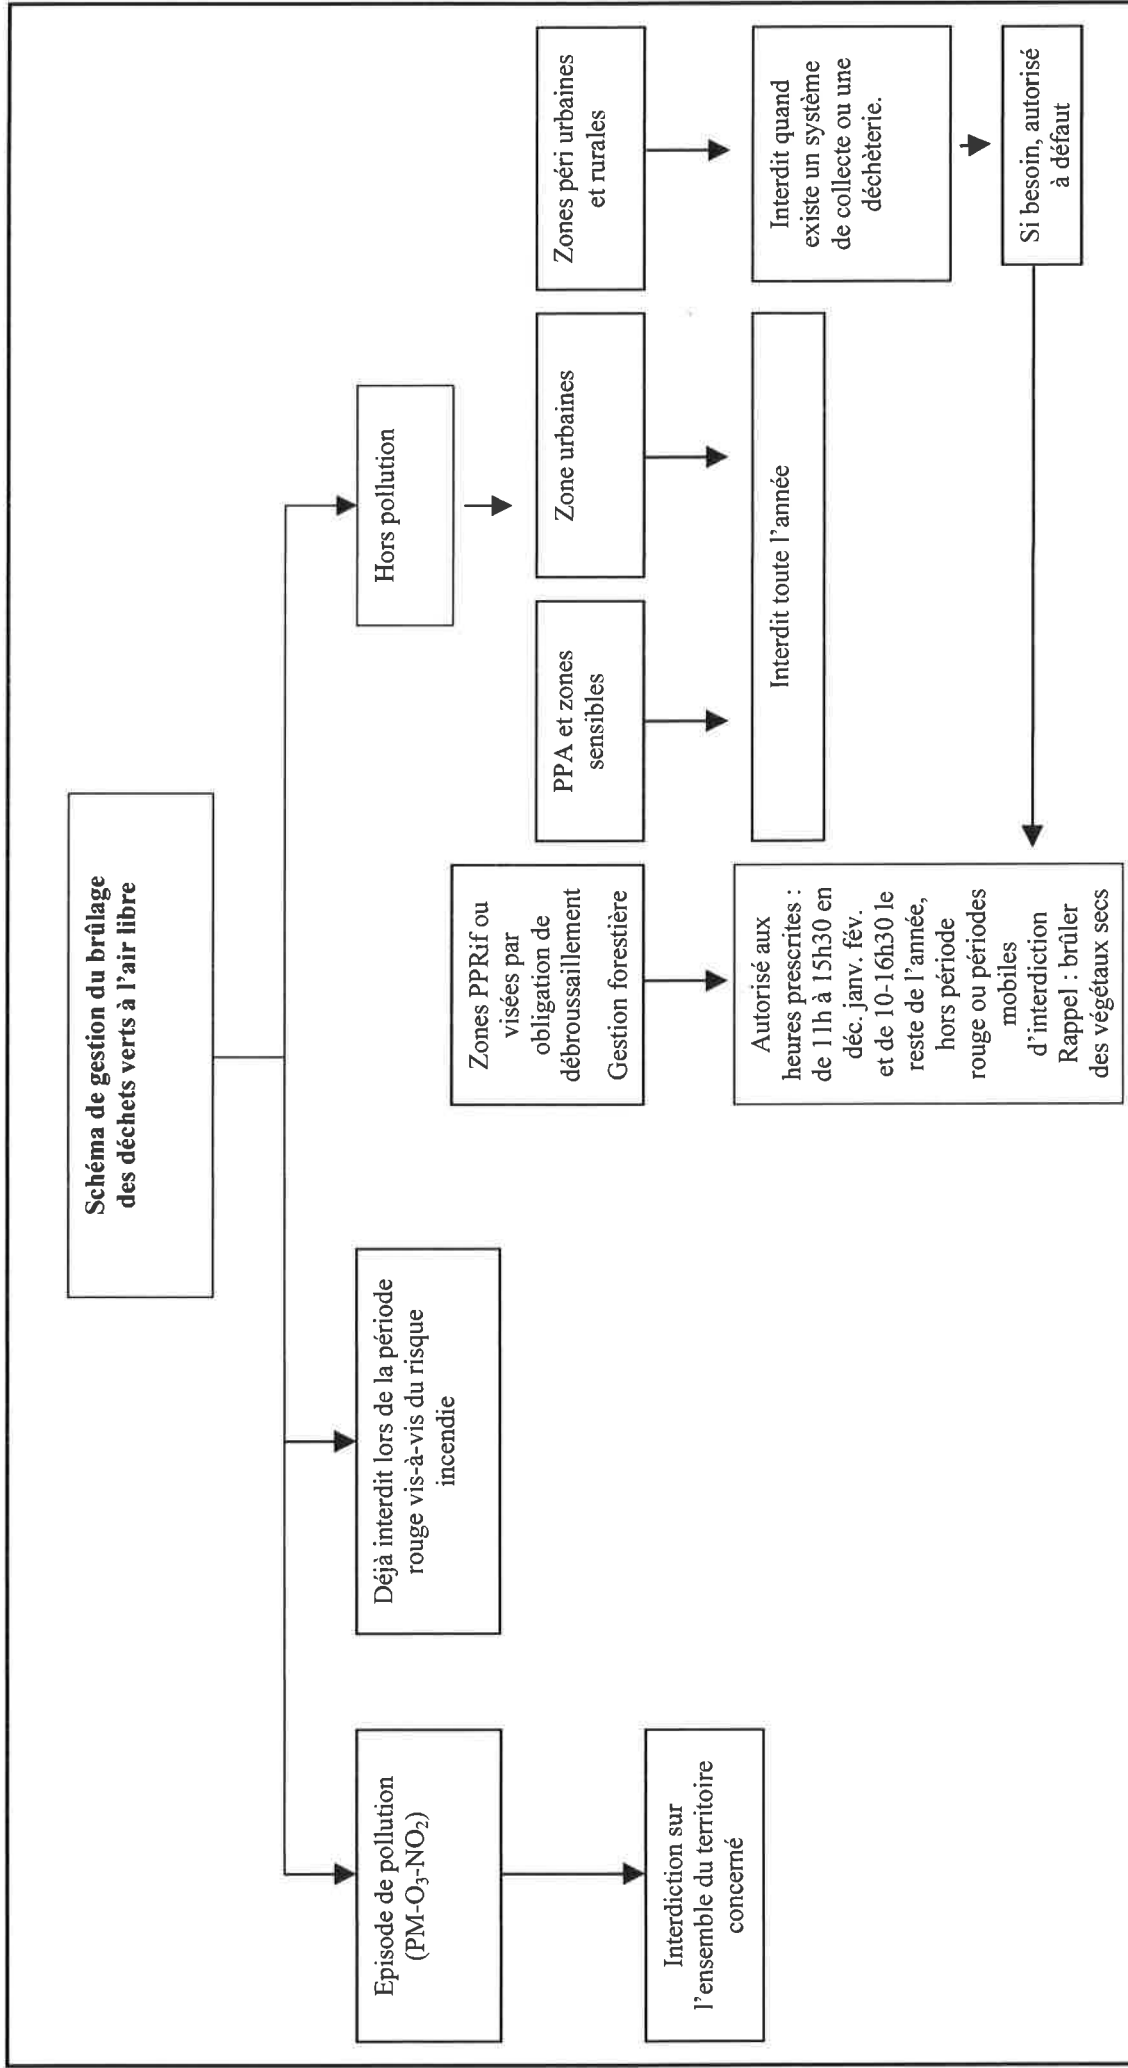 Schéma de gestion du brûlage
des déchets verts à l'air libre
Episode de pollution
(PM-O₃-NO₂)
Déjà interdit lors de la période
rouge vis-à-vis du risque
incendie
Hors pollution
Interdiction sur
l'ensemble du territoire
concerné
Zones PPRif ou
visées par
obligation de
débroussaillement
Gestion forestière
PPA et zones
sensibles
Zone urbaines
Zones péri urbaines
et rurales
Autorisé aux
heures prescrites :
de 11h à 15h30 en
déc. janv. fév.
et de 10-16h30 le
reste de l'année,
hors période
rouge ou périodes
mobiles
d'interdiction
Rappel : brûler
des végétaux secs
Interdit toute l'année
Interdit quand
existe un système
de collecte ou une
déchèterie.
Si besoin, autorisé
à défaut